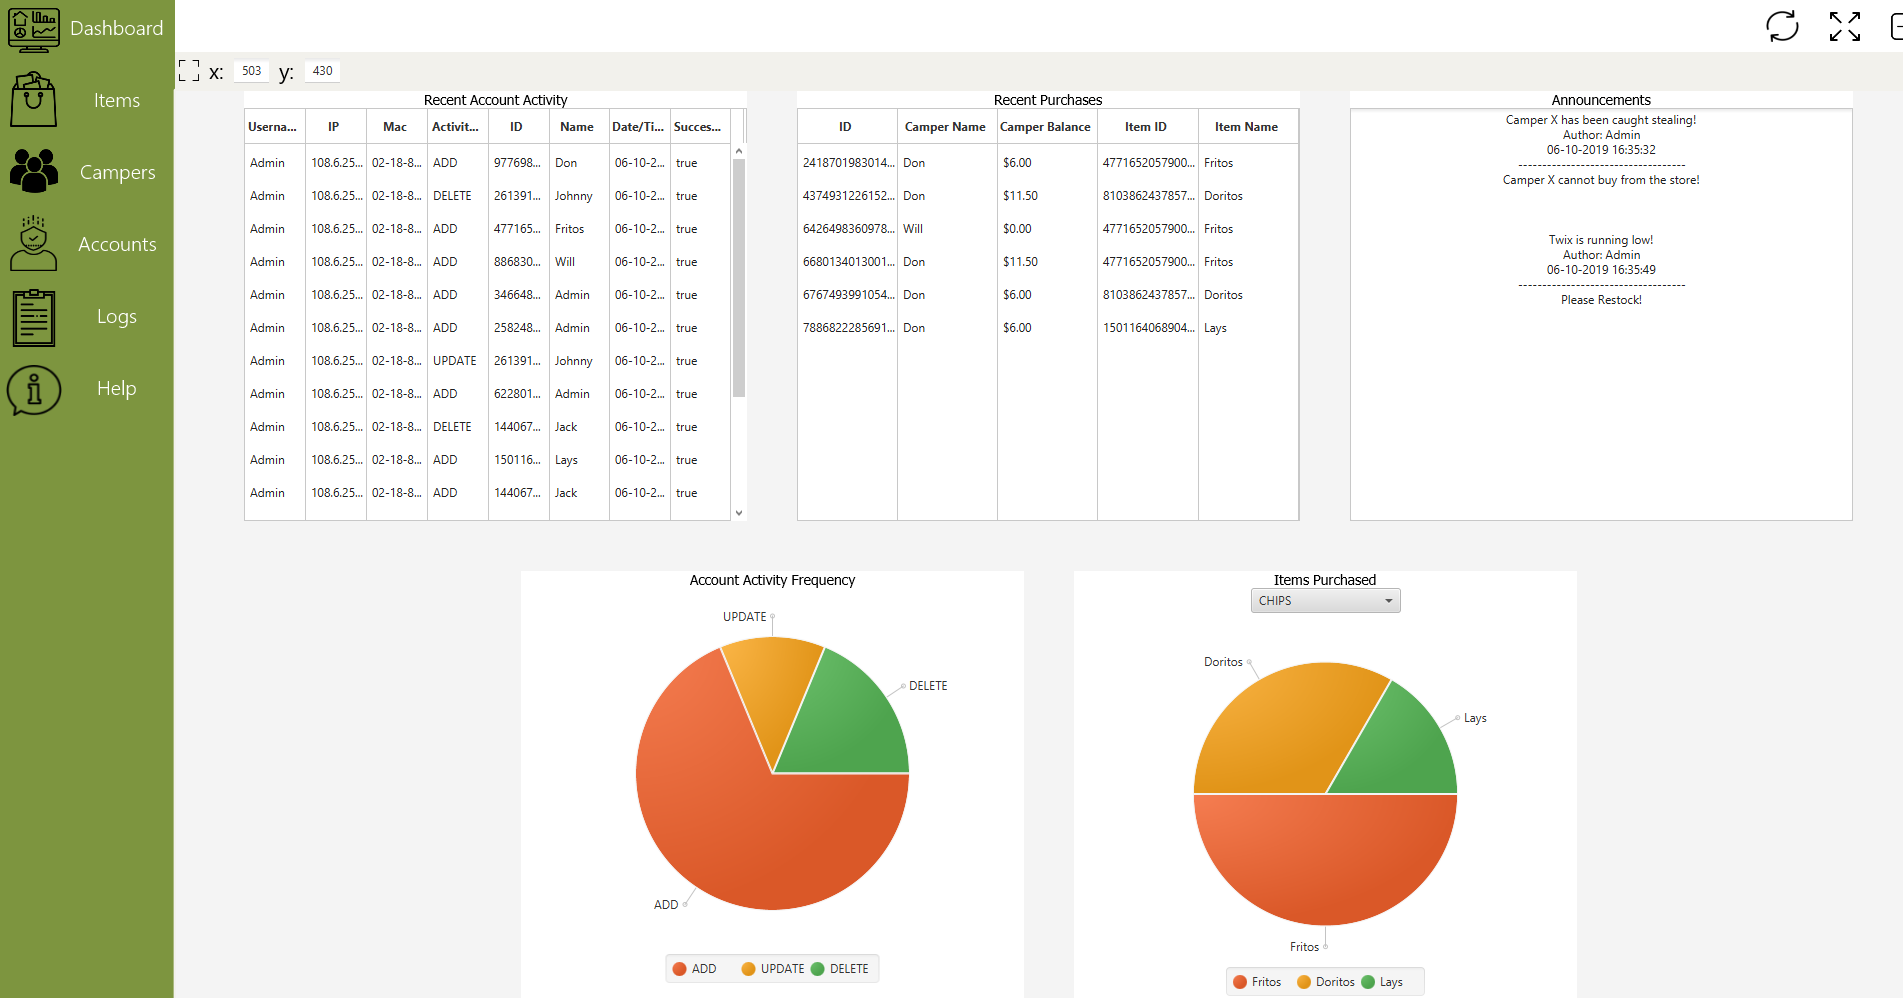 Dashboard
Items
Campers
Accounts
Logs
Help
x: 503 y: 430
Recent Account Activity
Userna... IP Mac Activit... ID Name Date/Ti... Succes...
Admin 108.6.25... 02-18-8... ADD 977698... Don 06-10-2... true
Admin 108.6.25... 02-18-8... DELETE 261391... Johnny 06-10-2... true
Admin 108.6.25... 02-18-8... ADD 477165... Fritos 06-10-2... true
Admin 108.6.25... 02-18-8... ADD 886830... Will 06-10-2... true
Admin 108.6.25... 02-18-8... ADD 346648... Admin 06-10-2... true
Admin 108.6.25... 02-18-8... ADD 258248... Admin 06-10-2... true
Admin 108.6.25... 02-18-8... UPDATE 261391... Johnny 06-10-2... true
Admin 108.6.25... 02-18-8... ADD 622801... Admin 06-10-2... true
Admin 108.6.25... 02-18-8... DELETE 144067... Jack 06-10-2... true
Admin 108.6.25... 02-18-8... ADD 150116... Lays 06-10-2... true
Admin 108.6.25... 02-18-8... ADD 144067... Jack 06-10-2... true
Recent Purchases
ID Camper Name Camper Balance Item ID Item Name
2418701983014... Don $6.00 4771652057900... Fritos
4374931226152... Don $11.50 8103862437857... Doritos
6426498360978... Will $0.00 4771652057900... Fritos
6680134013001... Don $11.50 4771652057900... Fritos
6767493991054... Don $6.00 8103862437857... Doritos
7886822285691... Don $6.00 1501164068904... Lays
Announcements
Camper X has been caught stealing!
Author: Admin
06-10-2019 16:35:32
-----------------------------------
Camper X cannot buy from the store!
Twix is running low!
Author: Admin
06-10-2019 16:35:49
-----------------------------------
Please Restock!
Account Activity Frequency
UPDATE
DELETE
ADD
ADD UPDATE DELETE
Items Purchased
CHIPS
Doritos
Lays
Fritos
Fritos Doritos Lays